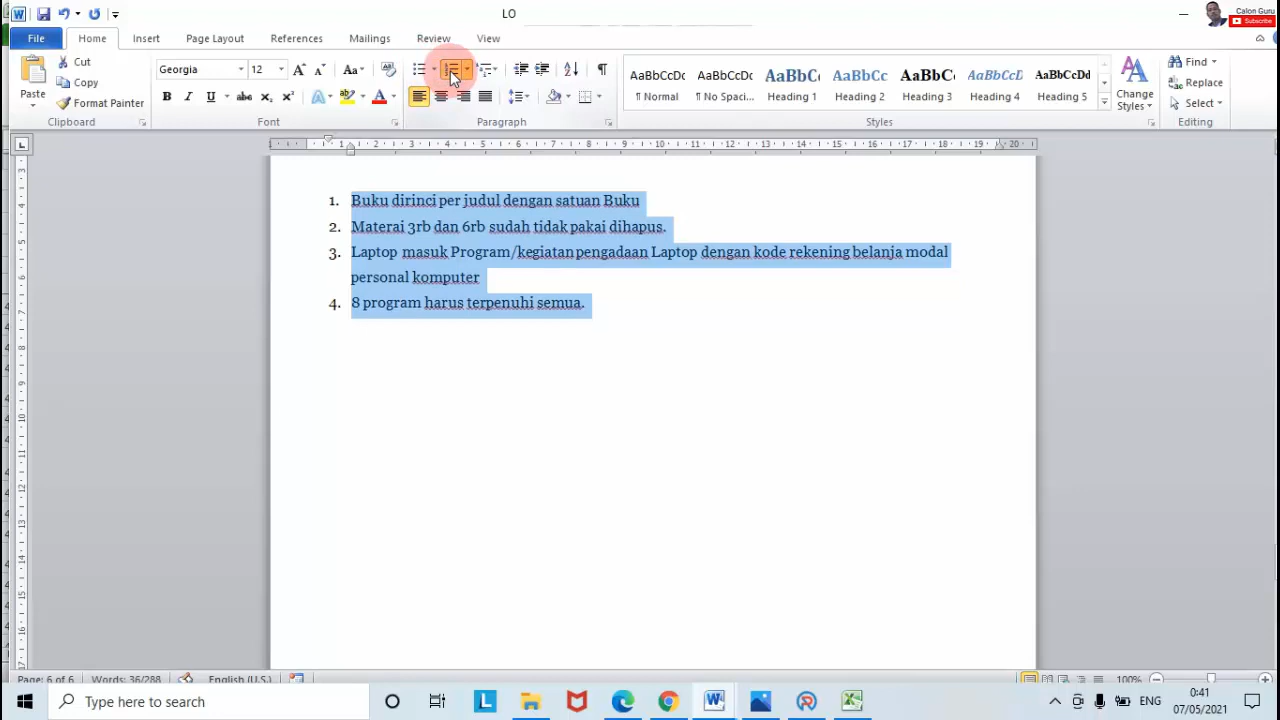 LO
Calon Guru
Subscribe
File Home Insert Page Layout References Mailings Review View
Paste
Cut
Copy
Format Painter
Clipboard
Georgia 12
Font
Paragraph
AaBbCcDc AaBbCcDc AaBbC AaBbCc AaBbC AaBbCcD AaBbCcDc
¶ Normal ¶ No Spaci... Heading 1 Heading 2 Heading 3 Heading 4 Heading 5
Styles
Change
Styles
Find
Replace
Select
Editing
1. Buku dirinci per judul dengan satuan Buku
2. Materai 3rb dan 6rb sudah tidak pakai dihapus.
3. Laptop masuk Program/kegiatan pengadaan Laptop dengan kode rekening belanja modal
personal komputer
4. 8 program harus terpenuhi semua.
Page: 6 of 6 Words: 36/288 English (U.S.) 100%
Type here to search
ENG
0:41
07/05/2021